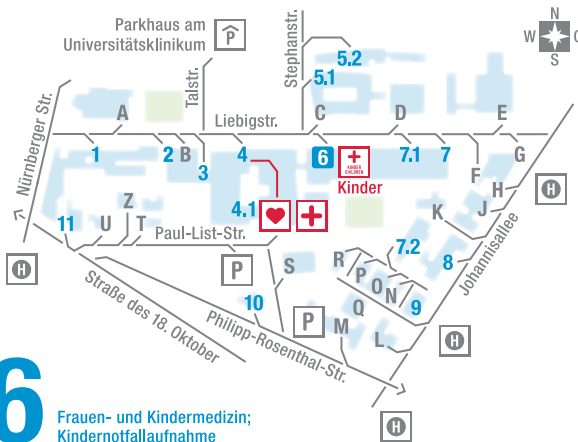 Parkhaus am
Universitätsklinikum
P
Stephanstr.
5.2
5.1
N
W
O
S
Nürnberger Str.
A
Talstr.
Liebigstr.
C
D
E
1
2
B
3
4
6
KINDER
CHILDREN
Kinder
7.1
7
F
G
H
H
J
K
Johannisallee
4.1
11
U
Z
T
Paul-List-Str.
H
P
S
R
P
O
N
7.2
8
9
Q
10
P
M
L
H
Straße des 18. Oktober
Philipp-Rosenthal-Str.
H
6
Frauen- und Kindermedizin;
Kindernotfallaufnahme